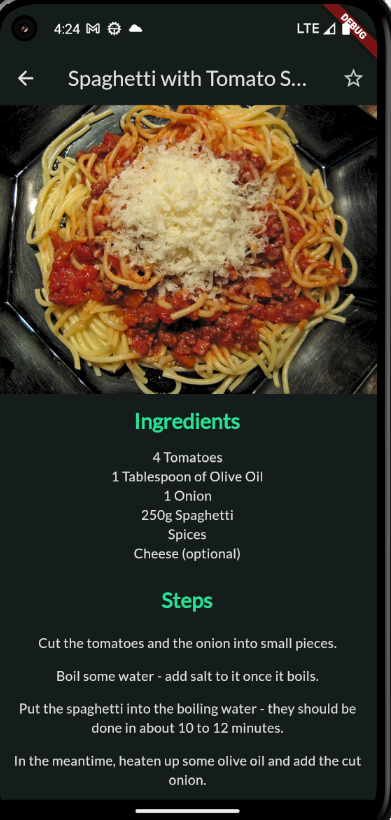 4:24
LTE
DEBUG
Spaghetti with Tomato S...
Ingredients
4 Tomatoes
1 Tablespoon of Olive Oil
1 Onion
250g Spaghetti
Spices
Cheese (optional)
Steps
Cut the tomatoes and the onion into small pieces.
Boil some water - add salt to it once it boils.
Put the spaghetti into the boiling water - they should be
done in about 10 to 12 minutes.
In the meantime, heaten up some olive oil and add the cut
onion.